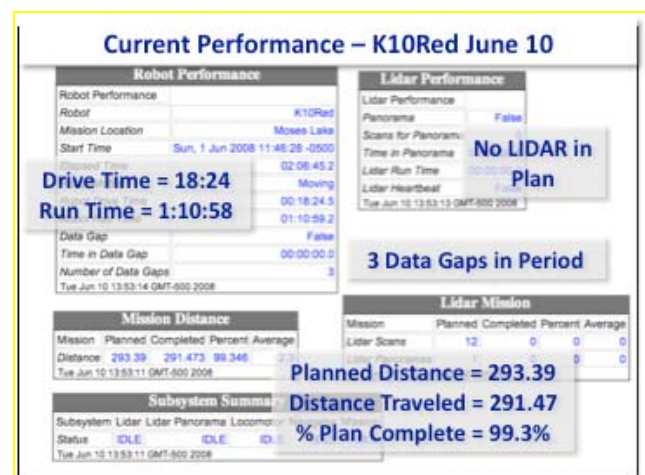 Current Performance – K10Red June 10
Robot Performance
Robot Performance
Robot K10Red
Mission Location Moses Lake
Start Time Sun, 1 Jun 2008 11:46:28 -0500
02:06:45.2
Moving
00:18:24.5
01:10:59.2
Drive Time = 18:24
Run Time = 1:10:58
Data Gap False
Time in Data Gap 00:00:00.0
Number of Data Gaps 3
Tue Jun 10 13:53:14 GMT-500 2008
Lidar Performance
Lidar Performance
Panorama False
Scans for Panorama
Time in Panorama
Lidar Run Time
Lidar Heartbeat
Tue Jun 10 13:53:13 GMT-500 2008
No LIDAR in
Plan
3 Data Gaps in Period
Mission Distance
Mission Planned Completed Percent Average
Distance 293.39 291.473 99.346
Tue Jun 10 13:53:11 GMT-500 2008
Lidar Mission
Mission Planned Completed Percent Average
Lidar Scans 12 0 0 0
0 0
Planned Distance = 293.39
Distance Traveled = 291.47
% Plan Complete = 99.3%
Subsystem Summary
Subsystem Lidar Lidar Panorama
Status IDLE IDLE
Tue Jun 10 13:53:11 GMT-500 2008